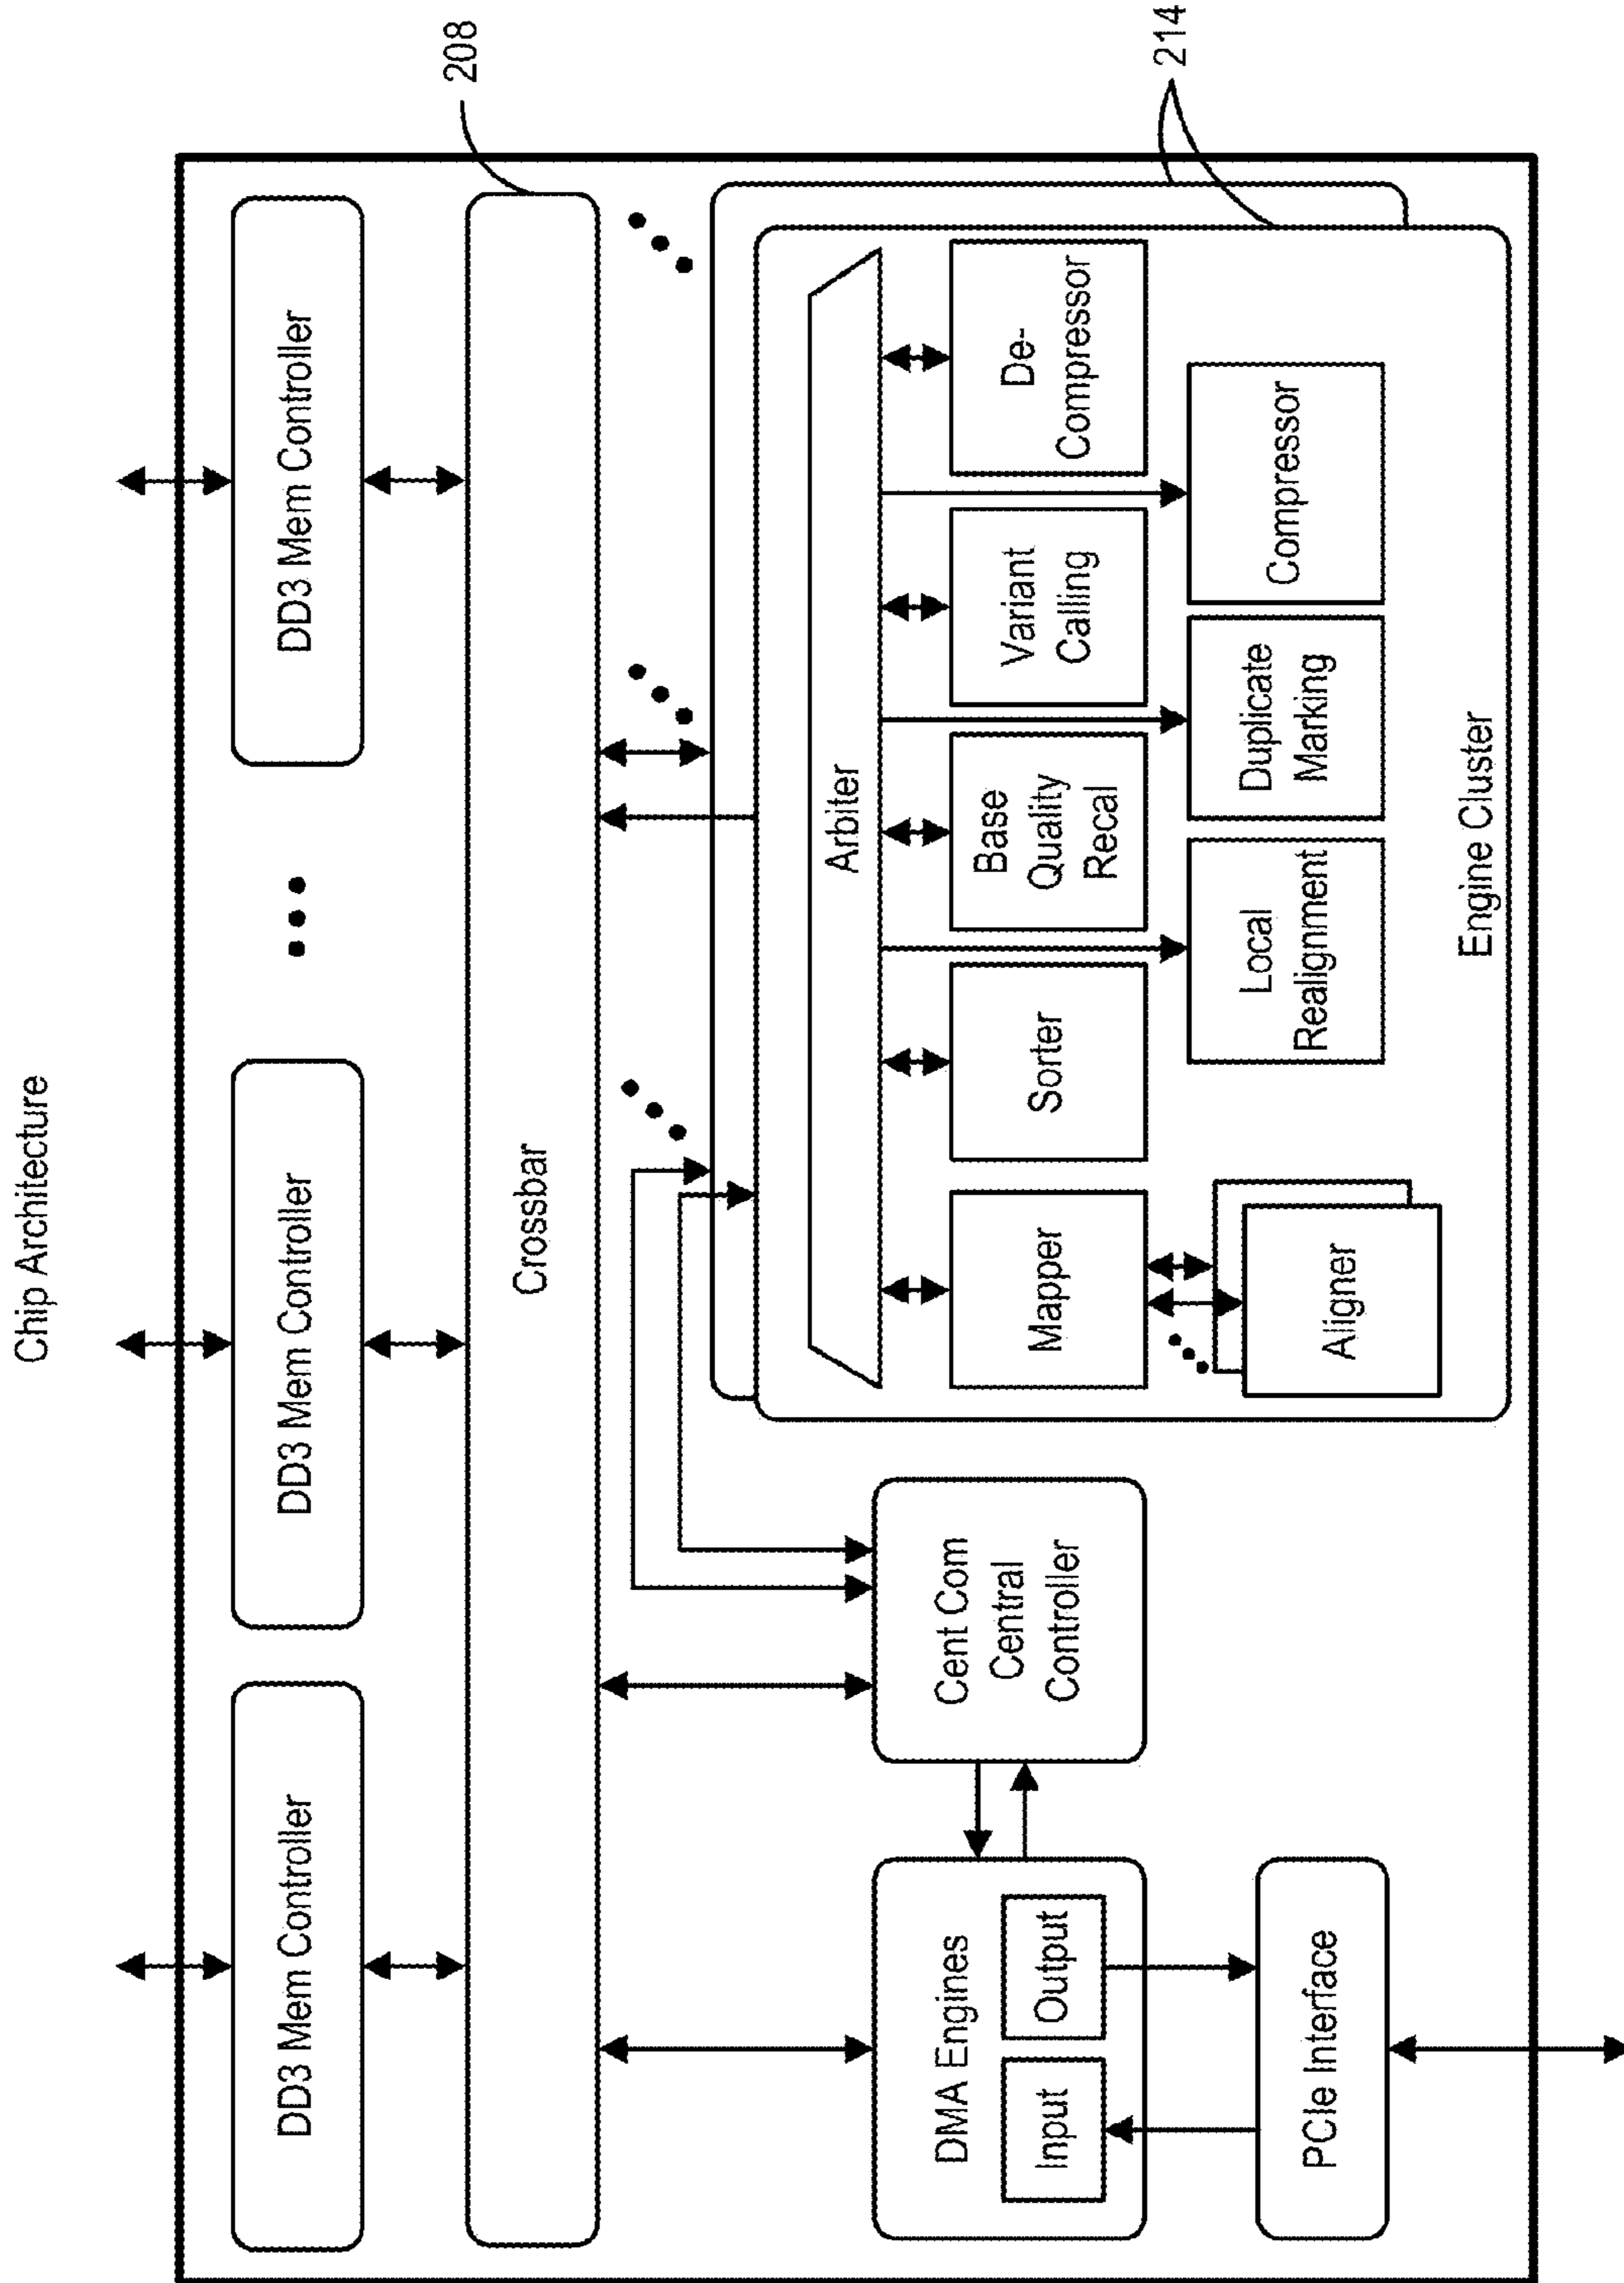 Chip Architecture
DD3 Mem Controller
DD3 Mem Controller
DD3 Mem Controller
208
Crossbar
214
Arbiter
Mapper
Sorter
Base
Quality
Recal
Variant
Calling
De-
Compressor
Aligner
Local
Realignment
Duplicate
Marking
Compressor
Engine Cluster
Cent Com
Central
Controller
DMA Engines
Input
Output
PCIe Interface